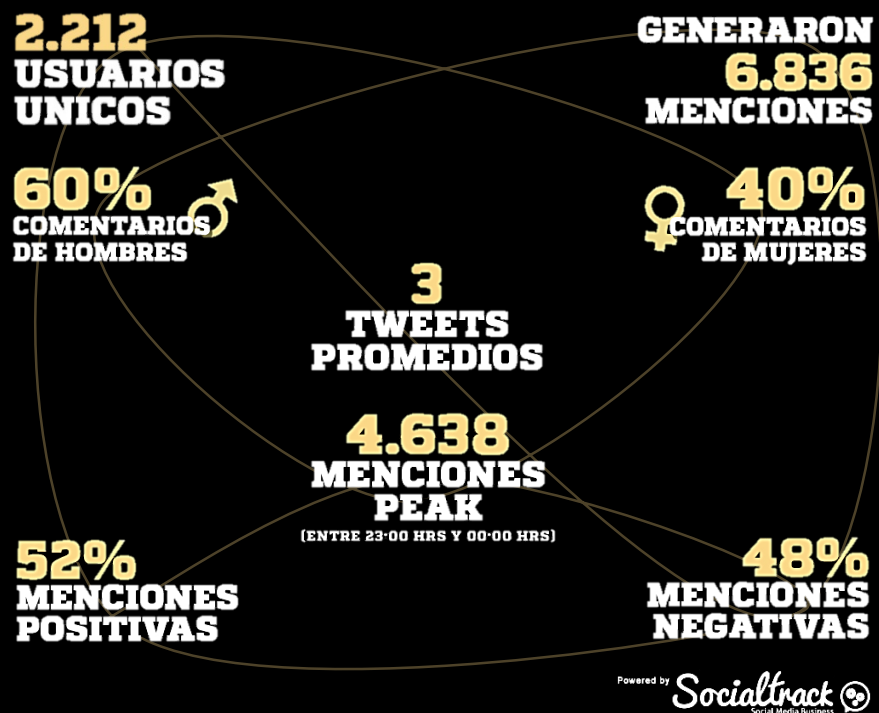 2.212
USUARIOS
UNICOS
GENERARON
6.836
MENCIONES
60%
COMENTARIOS
DE HOMBRES
40%
COMENTARIOS
DE MUJERES
3
TWEETS
PROMEDIOS
4.638
MENCIONES
PEAK
(ENTRE 23-00 HRS Y 00-00 HRS)
52%
MENCIONES
POSITIVAS
48%
MENCIONES
NEGATIVAS
Powered by Socialtrack
Social Media Business